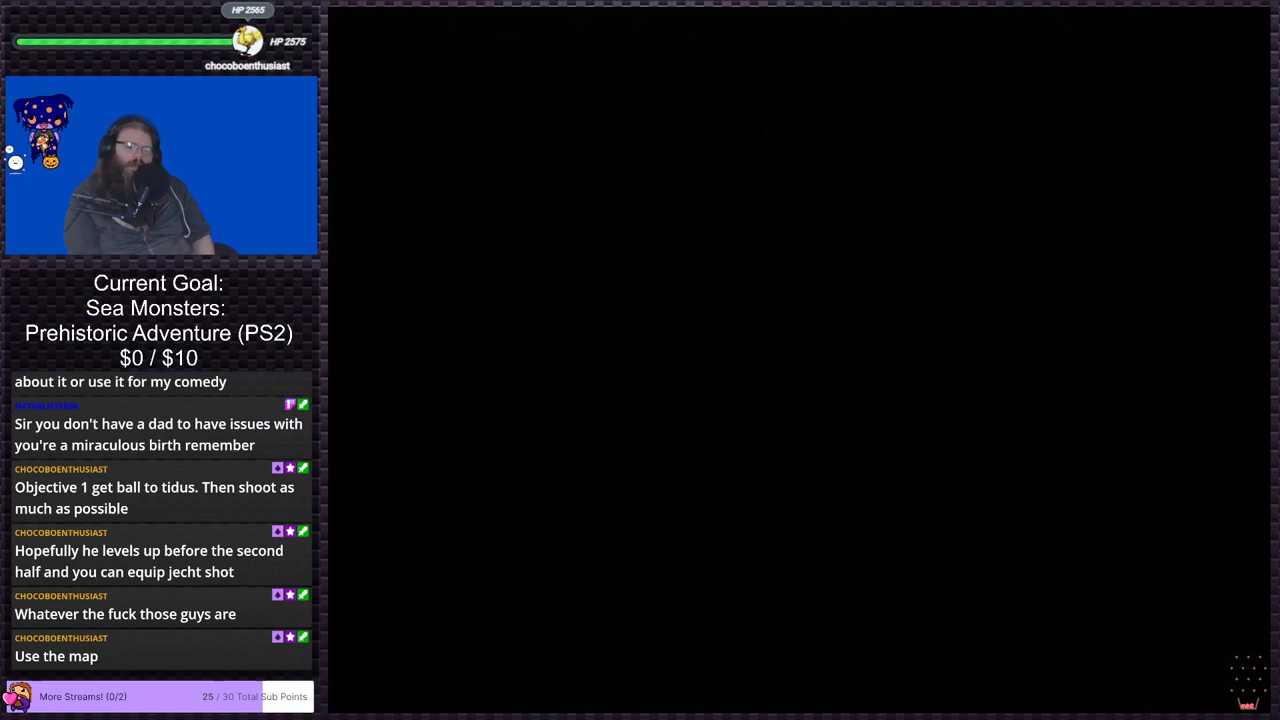 HP 2565
HP 2575
chocoboenthusiast
Current Goal:
Sea Monsters:
Prehistoric Adventure (PS2)
$0 / $10
about it or use it for my comedy
Sir you don't have a dad to have issues with
you're a miraculous birth remember
CHOCOBOENTHUSIAST
Objective 1 get ball to tidus. Then shoot as
much as possible
CHOCOBOENTHUSIAST
Hopefully he levels up before the second
half and you can equip jecht shot
CHOCOBOENTHUSIAST
Whatever the fuck those guys are
CHOCOBOENTHUSIAST
Use the map
More Streams! (0/2)
25 / 30 Total Sub Points